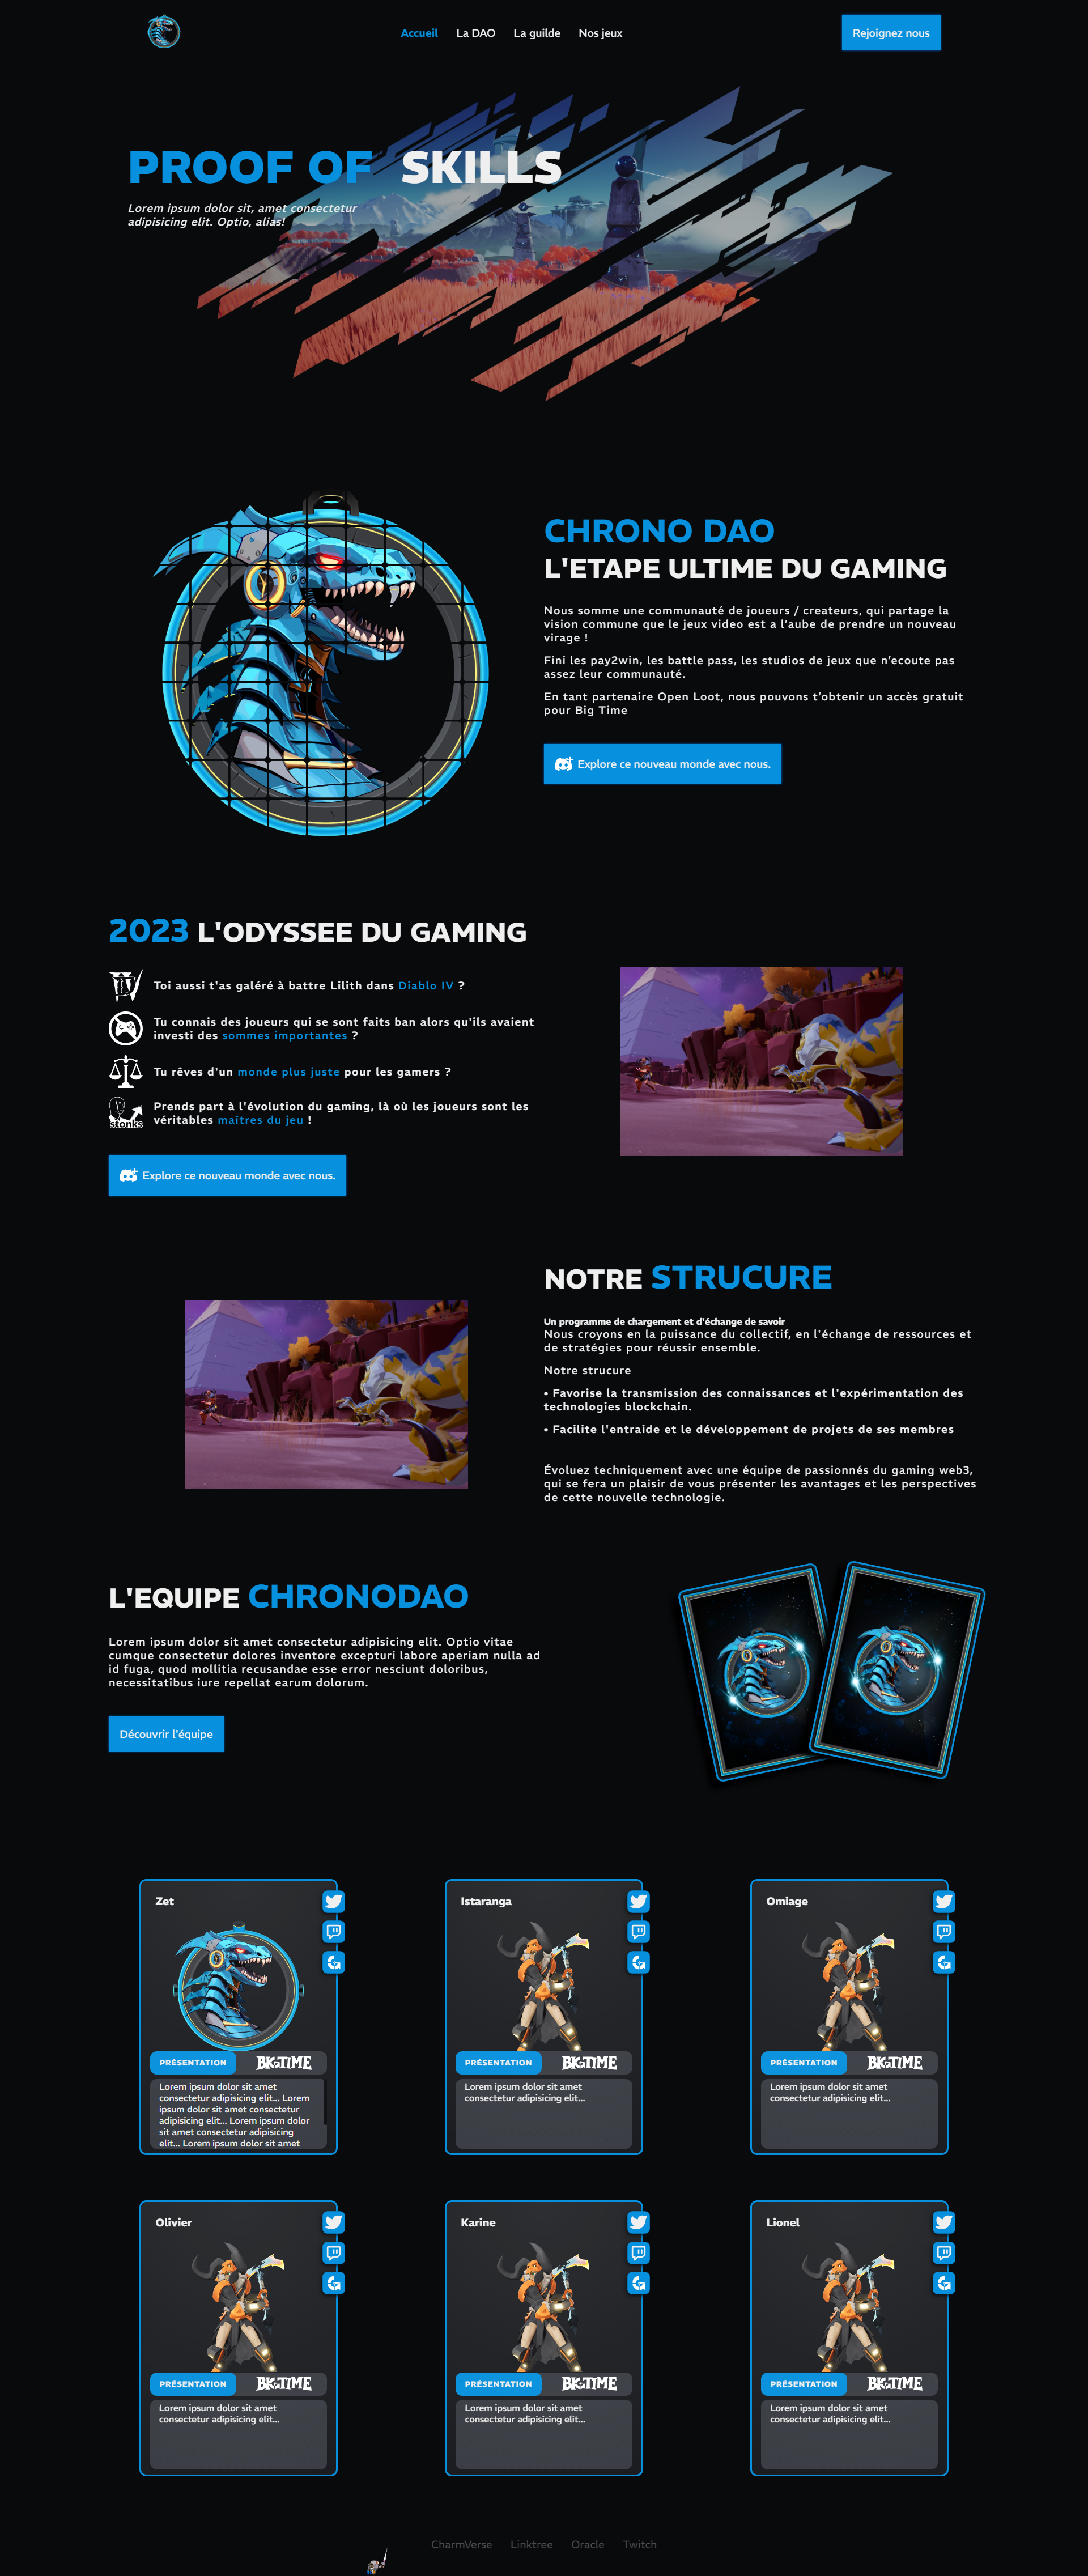 Accueil La DAO La guilde Nos jeux Rejoignez nous
PROOF OF SKILLS
Lorem ipsum dolor sit, amet consectetur
adipisicing elit. Optio, alias!
CHRONO DAO
L'ETAPE ULTIME DU GAMING
Nous somme une communauté de joueurs / createurs, qui partage la
vision commune que le jeux video est a l’aube de prendre un nouveau
virage !
Fini les pay2win, les battle pass, les studios de jeux que n’ecoute pas
assez leur communauté.
En tant partenaire Open Loot, nous pouvons t’obtenir un accès gratuit
pour Big Time
Explore ce nouveau monde avec nous.
2023 L'ODYSSEE DU GAMING
IV
Toi aussi t'as galéré à battre Lilith dans Diablo IV ?
Tu connais des joueurs qui se sont faits ban alors qu'ils avaient
investi des sommes importantes ?
Tu rêves d'un monde plus juste pour les gamers ?
stonks
Prends part à l'évolution du gaming, là où les joueurs sont les
véritables maîtres du jeu !
Explore ce nouveau monde avec nous.
NOTRE STRUCURE
Un programme de chargement et d'échange de savoir
Nous croyons en la puissance du collectif, en l'échange de ressources et
de stratégies pour réussir ensemble.
Notre strucure
• Favorise la transmission des connaissances et l'expérimentation des
technologies blockchain.
• Facilite l'entraide et le développement de projets de ses membres
Évoluez techniquement avec une équipe de passionnés du gaming web3,
qui se fera un plaisir de vous présenter les avantages et les perspectives
de cette nouvelle technologie.
L'EQUIPE CHRONODAO
Lorem ipsum dolor sit amet consectetur adipisicing elit. Optio vitae
cumque consectetur dolores inventore excepturi labore aperiam nulla ad
id fuga, quod mollitia recusandae esse error nesciunt doloribus,
necessitatibus iure repellat earum dolorum.
Découvrir l'équipe
Zet
PRÉSENTATION BIGTIME
Lorem ipsum dolor sit amet
consectetur adipisicing elit... Lorem
ipsum dolor sit amet consectetur
adipisicing elit... Lorem ipsum dolor
sit amet consectetur adipisicing
elit... Lorem ipsum dolor sit amet
Istaranga
PRÉSENTATION BIGTIME
Lorem ipsum dolor sit amet
consectetur adipisicing elit...
Omiage
PRÉSENTATION BIGTIME
Lorem ipsum dolor sit amet
consectetur adipisicing elit...
Olivier
PRÉSENTATION BIGTIME
Lorem ipsum dolor sit amet
consectetur adipisicing elit...
Karine
PRÉSENTATION BIGTIME
Lorem ipsum dolor sit amet
consectetur adipisicing elit...
Lionel
PRÉSENTATION BIGTIME
Lorem ipsum dolor sit amet
consectetur adipisicing elit...
CharmVerse Linktree Oracle Twitch